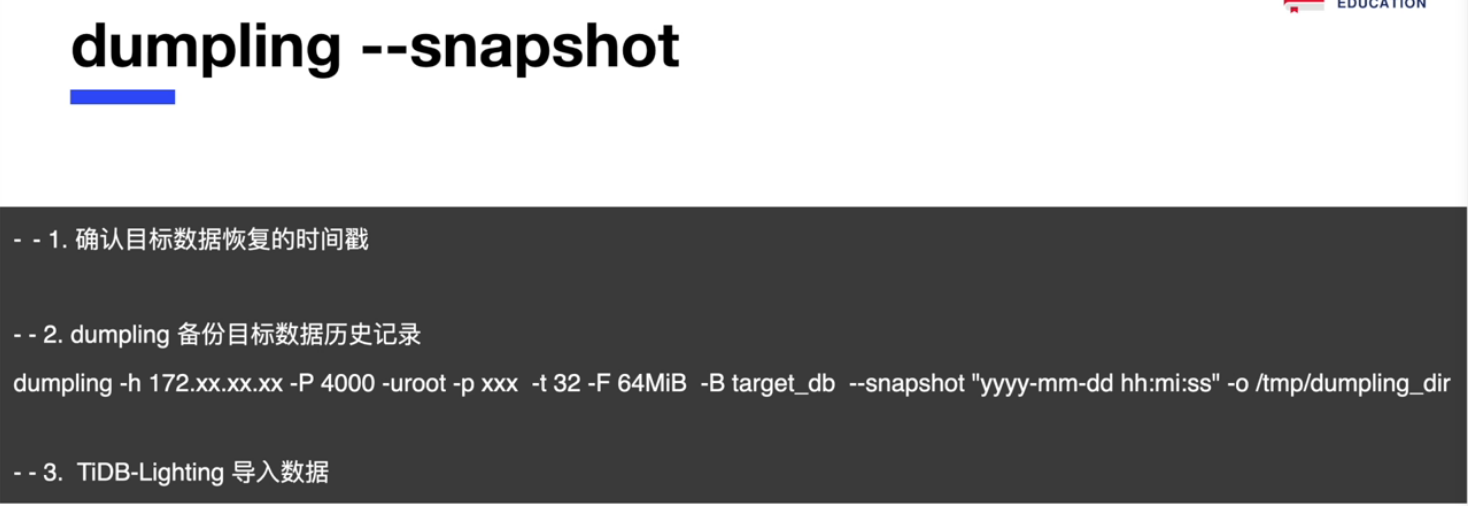 EDUCATION
dumpling --snapshot
- - 1. 确认目标数据恢复的时间戳
- - 2. dumpling 备份目标数据历史记录
dumpling -h 172.xx.xx.xx -P 4000 -uroot -p xxx -t 32 -F 64MiB -B target_db --snapshot "yyyy-mm-dd hh:mi:ss" -o /tmp/dumpling_dir
- - 3. TiDB-Lighting 导入数据